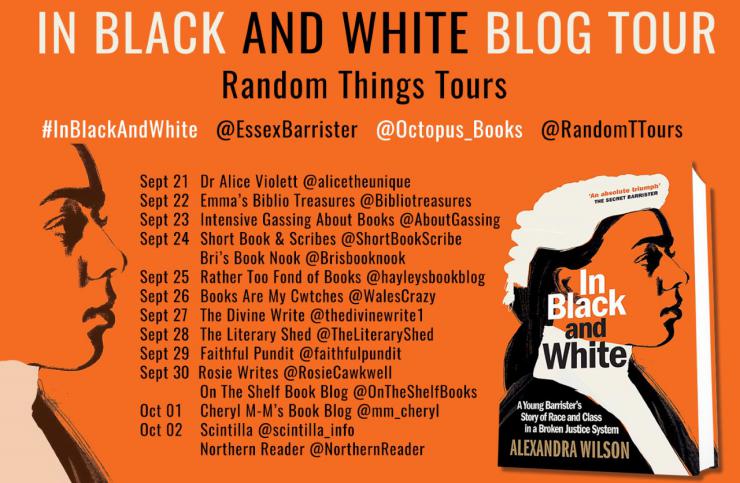 IN BLACK AND WHITE BLOG TOUR
Random Things Tours
#InBlackAndWhite @EssexBarrister @Octopus_Books @RandomTTours
Sept 21 Dr Alice Violett @alicetheunique
Sept 22 Emma's Biblio Treasures @Bibliotreasures
Sept 23 Intensive Gassing About Books @AboutGassing
Sept 24 Short Book & Scribes @ShortBookScribe
Bri's Book Nook @Brisbooknook
Sept 25 Rather Too Fond of Books @hayleysbookblog
Sept 26 Books Are My Cwtches @WalesCrazy
Sept 27 The Divine Write @thedivinewrite1
Sept 28 The Literary Shed @TheLiteraryShed
Sept 29 Faithful Pundit @faithfulpundit
Sept 30 Rosie Writes @RosieCawkwell
On The Shelf Book Blog @OnTheShelfBooks
Oct 01 Cheryl M-M's Book Blog @mm_cheryl
Oct 02 Scintilla @scintilla_info
Northern Reader @NorthernReader
'An absolute triumph'
THE SECRET BARRISTER
In
Black
and
White
A Young Barrister's
Story of Race and Class
in a Broken Justice System
ALEXANDRA WILSON